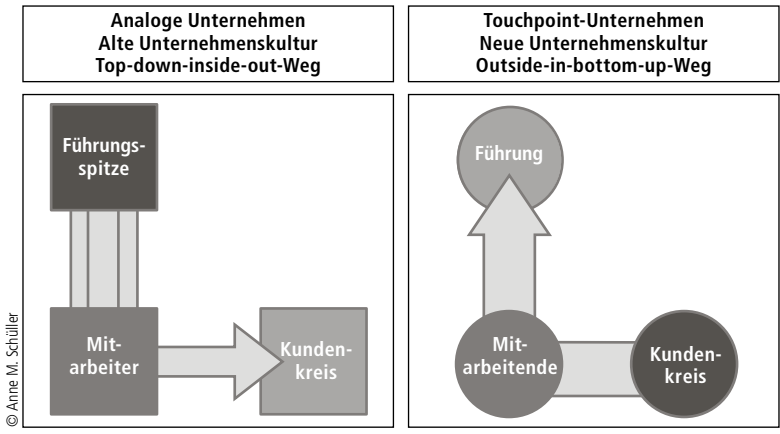 Analoge Unternehmen
Alte Unternehmenskultur
Top-down-inside-out-Weg
Touchpoint-Unternehmen
Neue Unternehmenskultur
Outside-in-bottom-up-Weg
Führungs-
spitze
Mit-
arbeiter
Kunden-
kreis
Führung
Mit-
arbeitende
Kunden-
kreis
© Anne M. Schüller